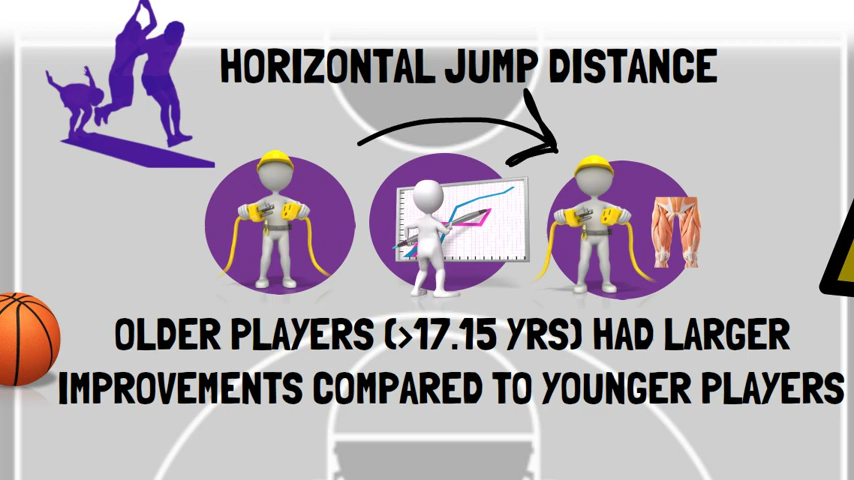 HORIZONTAL JUMP DISTANCE
OLDER PLAYERS (>17.15 YRS) HAD LARGER
IMPROVEMENTS COMPARED TO YOUNGER PLAYERS